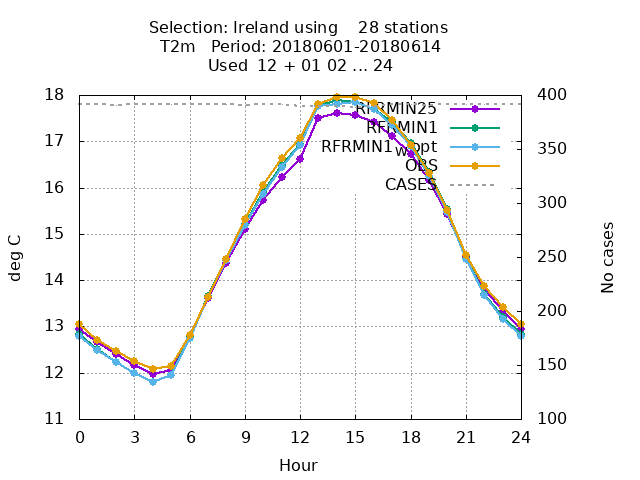 Selection: Ireland using    28 stations
T2m   Period: 20180601-20180614
Used  12 + 01 02 ... 24
18
17
16
15
14
13
12
11
deg C
400
350
300
250
200
150
100
No cases
RFRMIN25
RFRMIN1
RFRMIN1wopt
OBS
CASES
0 3 6 9 12 15 18 21 24
Hour